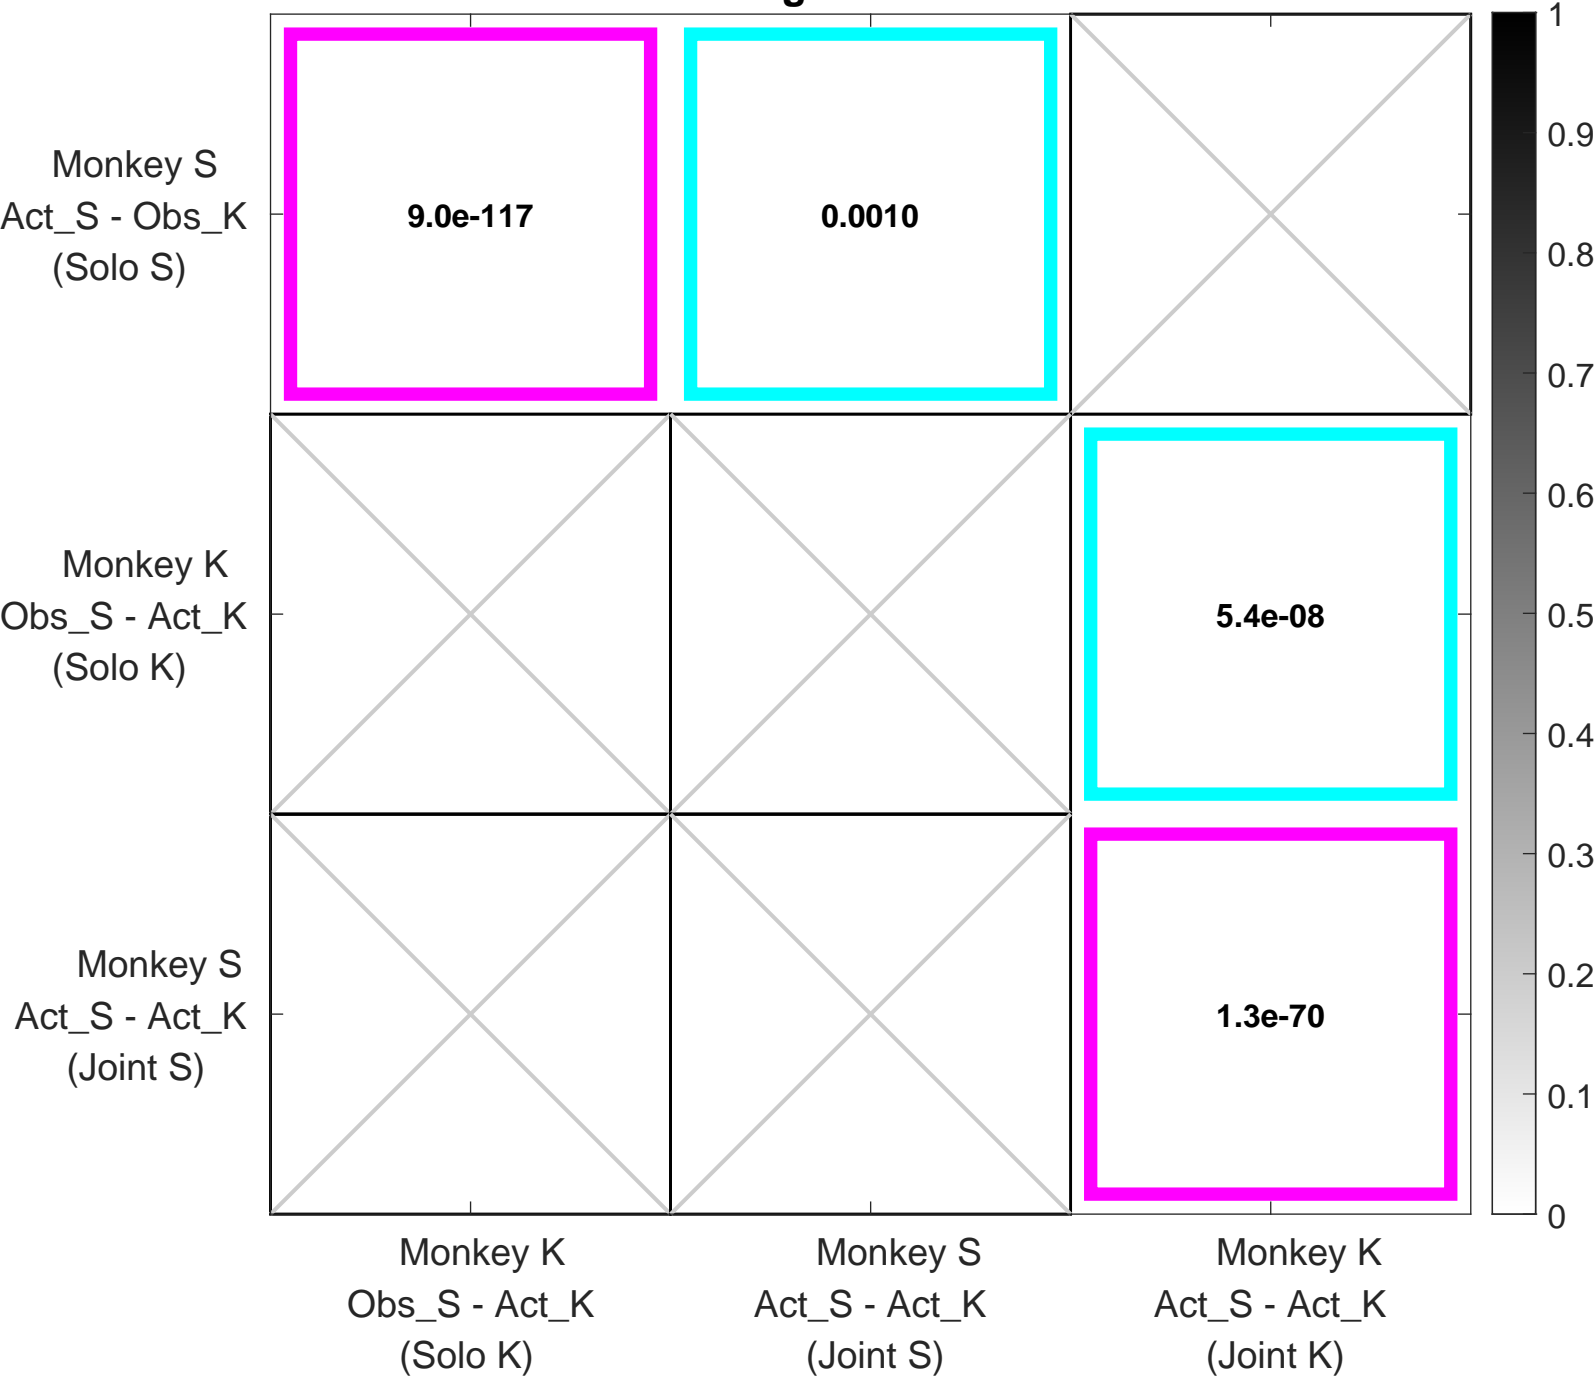 1
0.9
0.8
0.7
0.6
0.5
0.4
0.3
0.2
0.1
0
Monkey S
Act_S - Obs_K
(Solo S)
9.0e-117
0.0010
Monkey K
Obs_S - Act_K
(Solo K)
5.4e-08
Monkey S
Act_S - Act_K
(Joint S)
1.3e-70
Monkey K
Obs_S - Act_K
(Solo K)
Monkey S
Act_S - Act_K
(Joint S)
Monkey K
Act_S - Act_K
(Joint K)